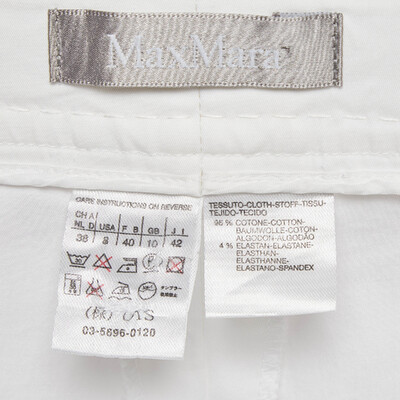 MaxMara
CARE INSTRUCTIONS ON REVERSE
CH A
NL D USA F B GB J I
38 8 40 10 42
(株) ITS
03-5696-0120
TESSUTO-CLOTH-STOFF-TISSU-
TEJIDO-TECIDO
96 % COTONE-COTTON-
BAUMWOLLE-COTON-
ALGODON-ALGODÃO
4 % ELASTAN-ELASTANE-
ELASTHAN-
ELASTHANNE-
ELASTANO-SPANDEX